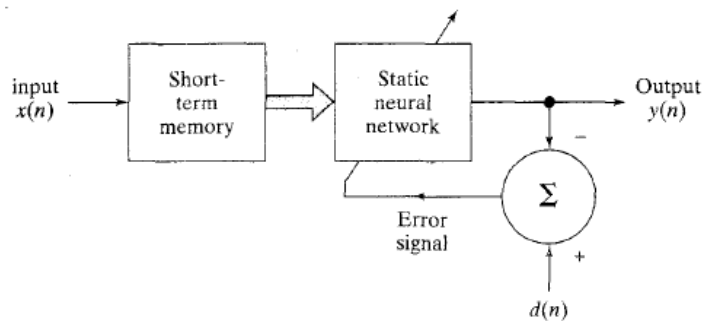 input
x(n)
Short-
term
memory
Static
neural
network
Output
y(n)
−
Σ
Error
signal
+
d(n)